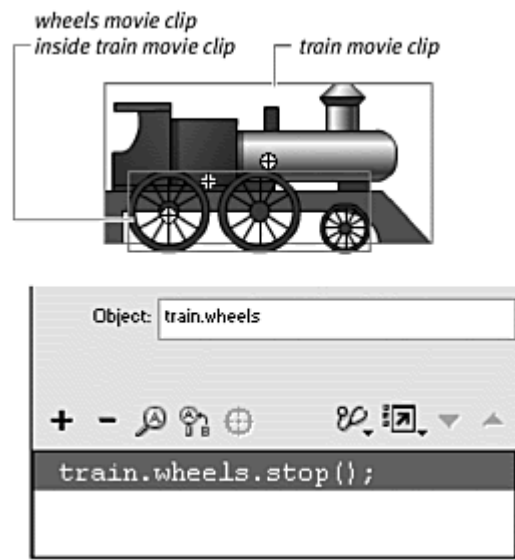 wheels movie clip
inside train movie clip
train movie clip
Object: train.wheels
train.wheels.stop();